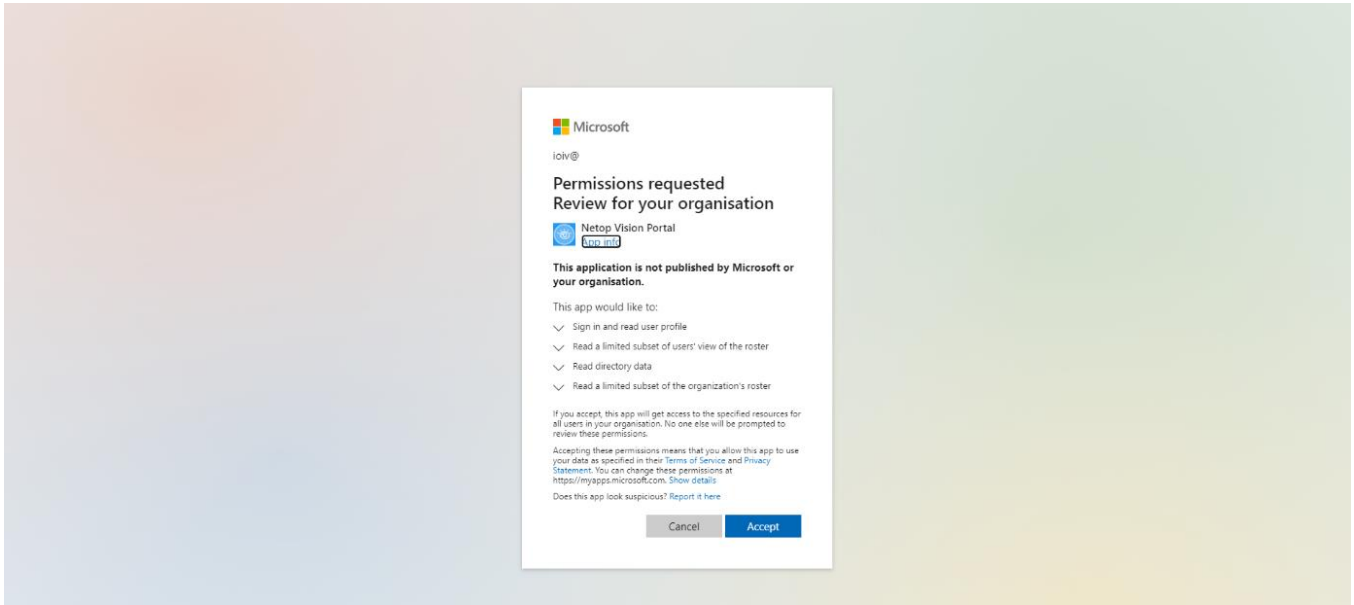 Microsoft
ioiv@
Permissions requested
Review for your organisation
Netop Vision Portal
App info
This application is not published by Microsoft or
your organisation.
This app would like to:
Sign in and read user profile
Read a limited subset of users' view of the roster
Read directory data
Read a limited subset of the organization's roster
If you accept, this app will get access to the specified resources for
all users in your organisation. No one else will be prompted to
review these permissions.
Accepting these permissions means that you allow this app to use
your data as specified in their Terms of Service and Privacy
Statement. You can change these permissions at
https://myapps.microsoft.com. Show details
Does this app look suspicious? Report it here
Cancel Accept